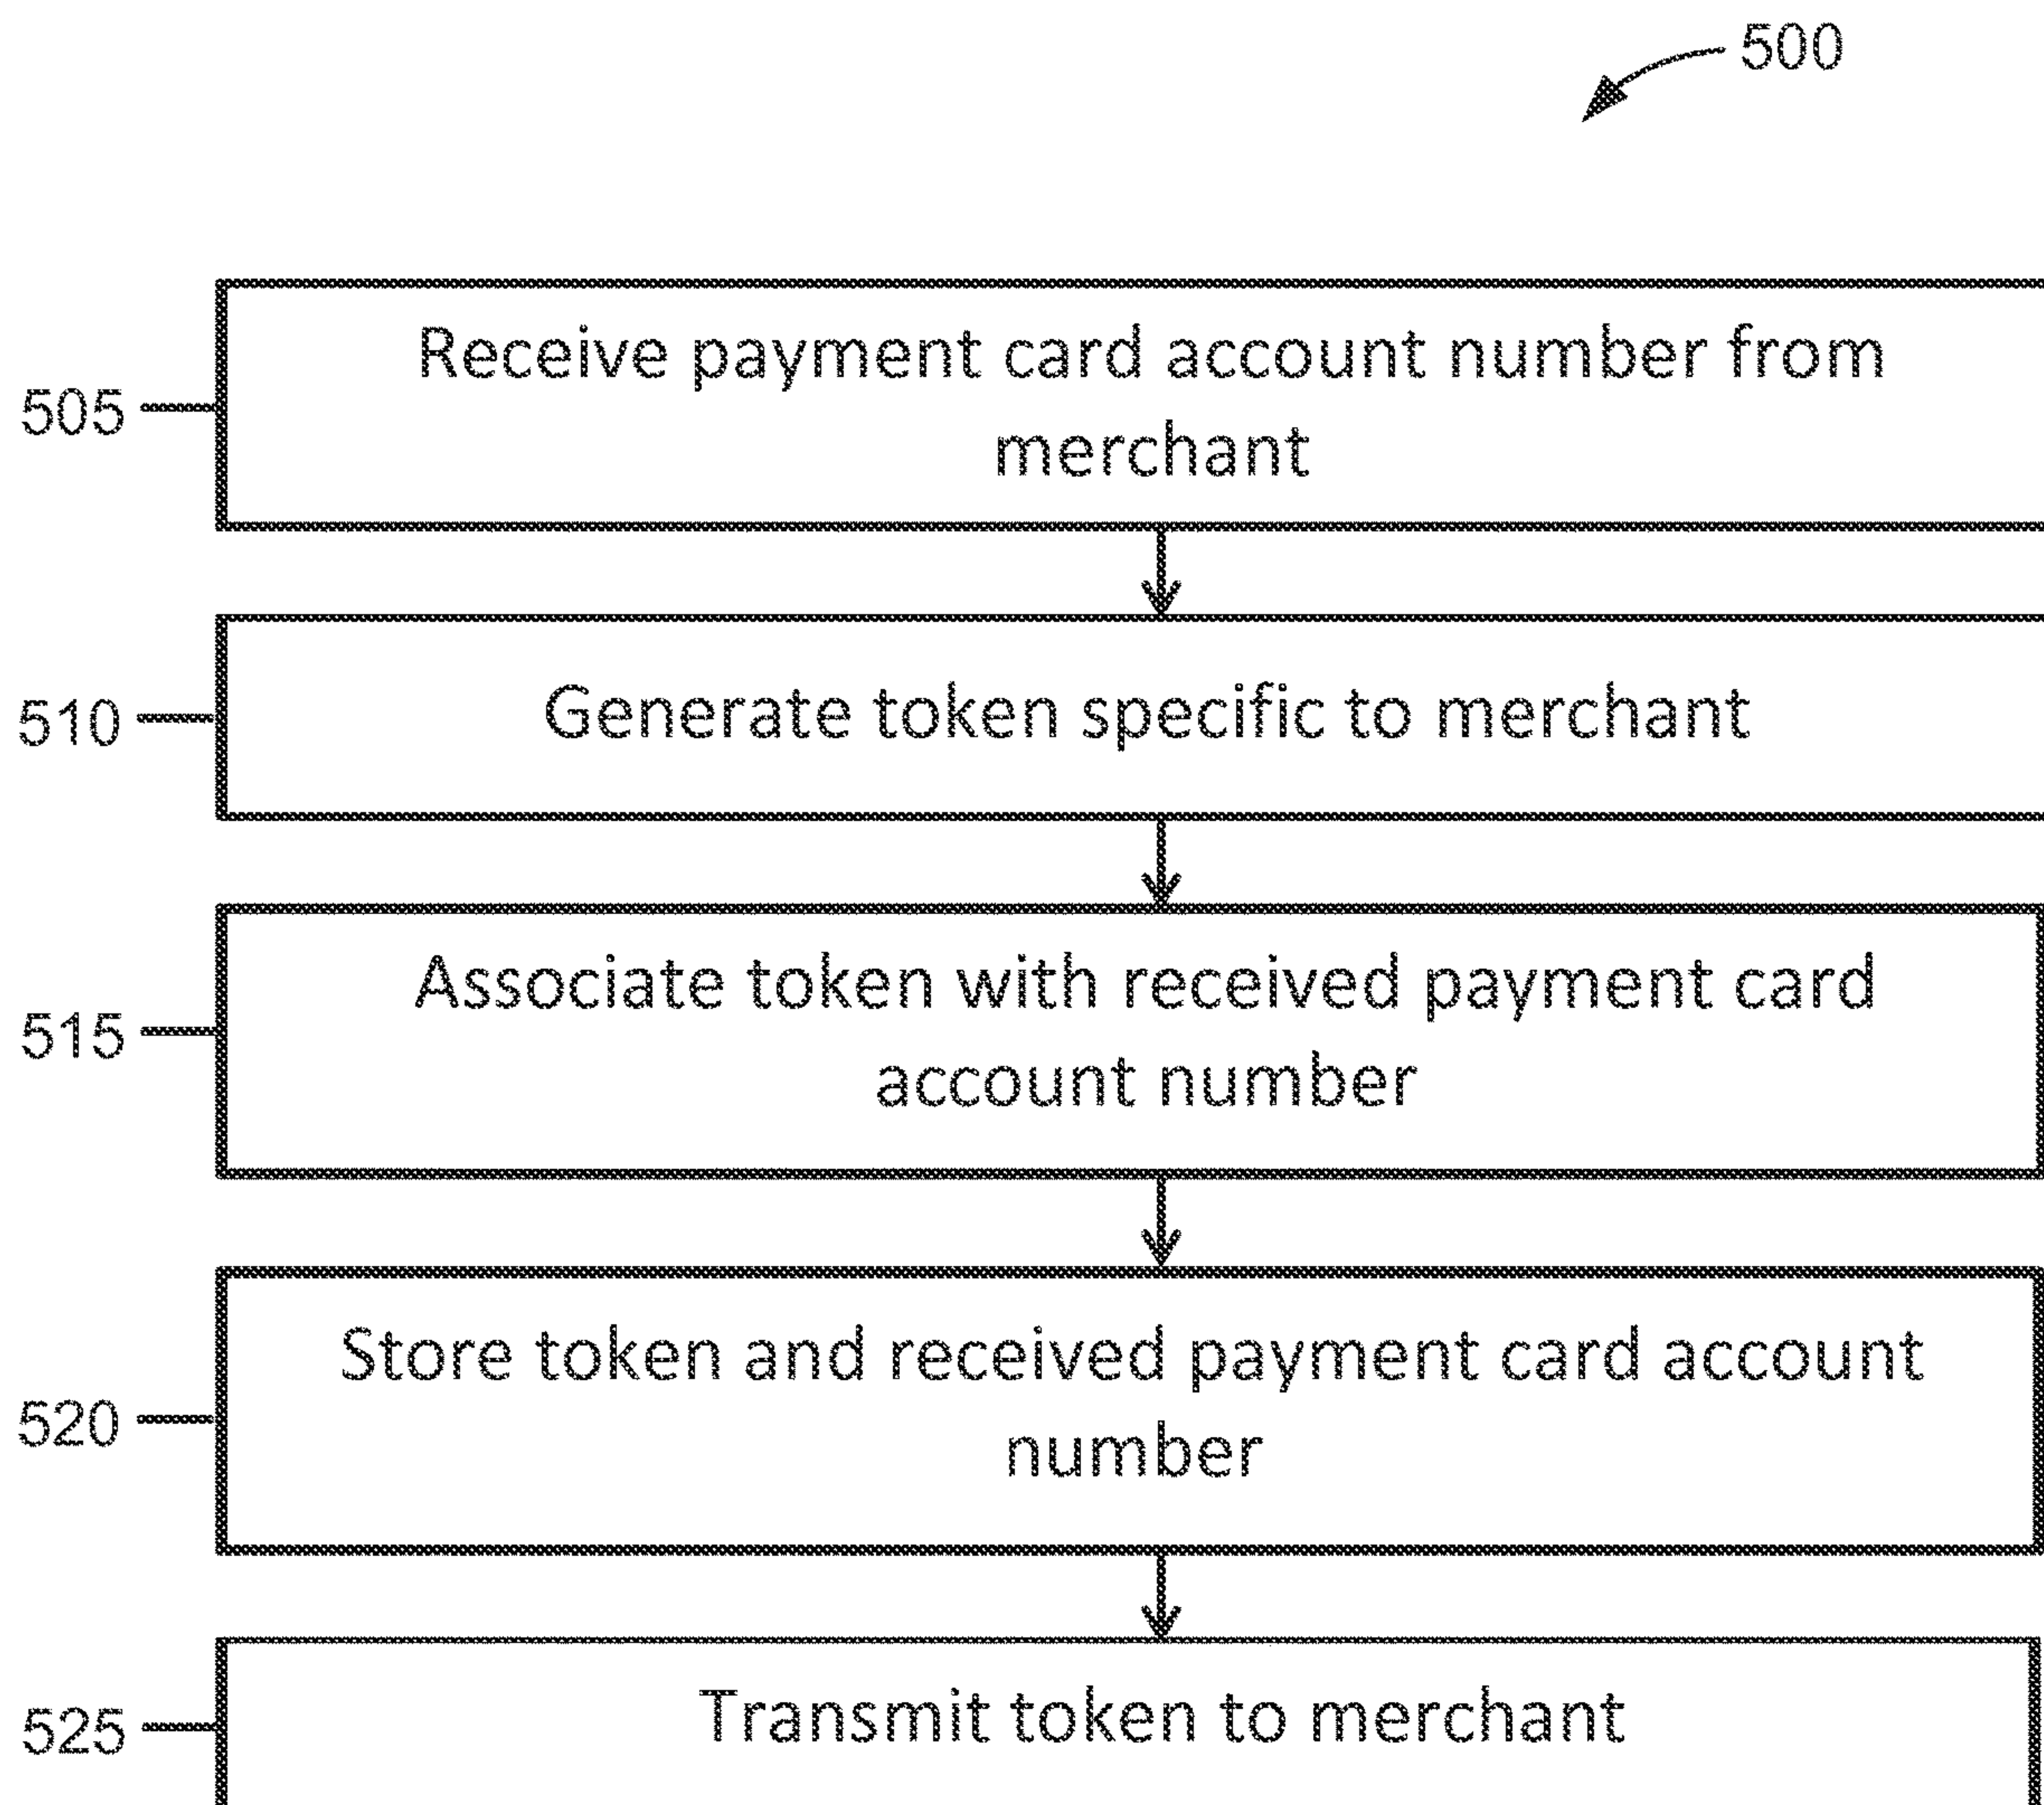 500
Receive payment card account number from
merchant
505
Generate token specific to merchant
510
Associate token with received payment card
account number
515
Store token and received payment card account
number
520
Transmit token to merchant
525